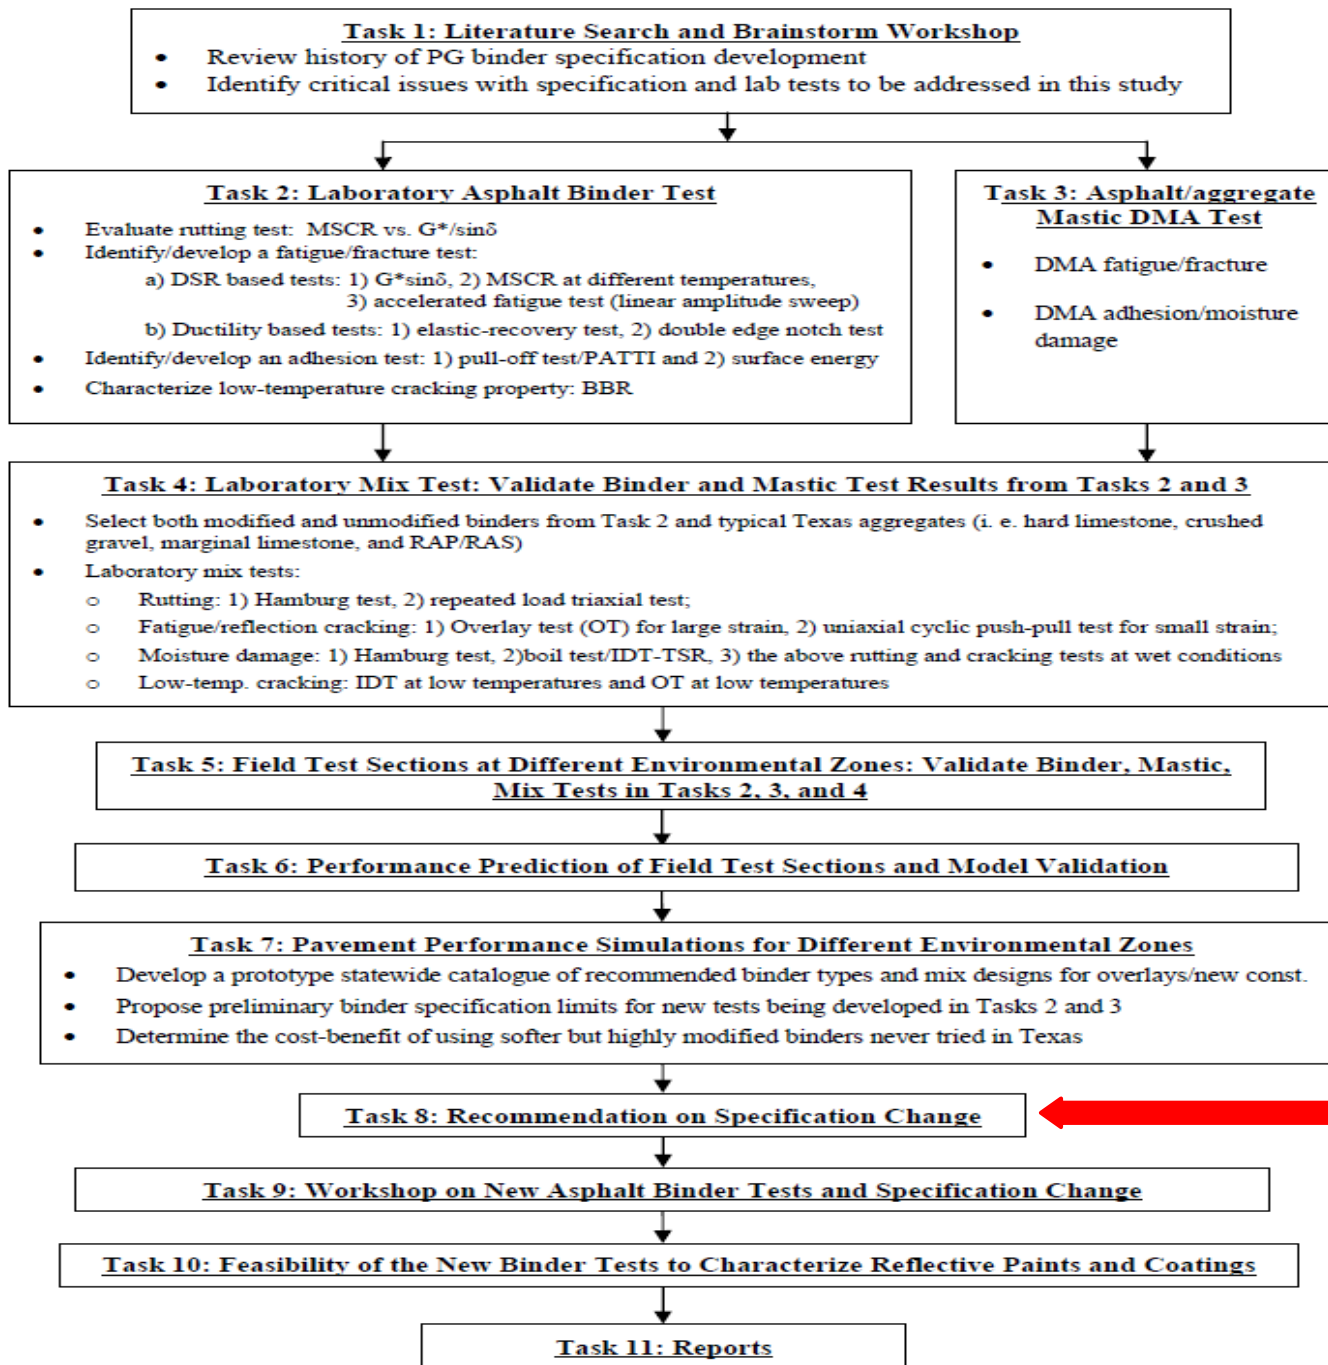 Task 1: Literature Search and Brainstorm Workshop
• Review history of PG binder specification development
• Identify critical issues with specification and lab tests to be addressed in this study
Task 2: Laboratory Asphalt Binder Test
• Evaluate rutting test: MSCR vs. G*/sinδ
• Identify/develop a fatigue/fracture test:
a) DSR based tests: 1) G*sinδ, 2) MSCR at different temperatures,
3) accelerated fatigue test (linear amplitude sweep)
b) Ductility based tests: 1) elastic-recovery test, 2) double edge notch test
• Identify/develop an adhesion test: 1) pull-off test/PATTI and 2) surface energy
• Characterize low-temperature cracking property: BBR
Task 3: Asphalt/aggregate
Mastic DMA Test
• DMA fatigue/fracture
• DMA adhesion/moisture
damage
Task 4: Laboratory Mix Test: Validate Binder and Mastic Test Results from Tasks 2 and 3
• Select both modified and unmodified binders from Task 2 and typical Texas aggregates (i. e. hard limestone, crushed
gravel, marginal limestone, and RAP/RAS)
• Laboratory mix tests:
o Rutting: 1) Hamburg test, 2) repeated load triaxial test;
o Fatigue/reflection cracking: 1) Overlay test (OT) for large strain, 2) uniaxial cyclic push-pull test for small strain;
o Moisture damage: 1) Hamburg test, 2)boil test/IDT-TSR, 3) the above rutting and cracking tests at wet conditions
o Low-temp. cracking: IDT at low temperatures and OT at low temperatures
Task 5: Field Test Sections at Different Environmental Zones: Validate Binder, Mastic,
Mix Tests in Tasks 2, 3, and 4
Task 6: Performance Prediction of Field Test Sections and Model Validation
Task 7: Pavement Performance Simulations for Different Environmental Zones
• Develop a prototype statewide catalogue of recommended binder types and mix designs for overlays/new const.
• Propose preliminary binder specification limits for new tests being developed in Tasks 2 and 3
• Determine the cost-benefit of using softer but highly modified binders never tried in Texas
Task 8: Recommendation on Specification Change
Task 9: Workshop on New Asphalt Binder Tests and Specification Change
Task 10: Feasibility of the New Binder Tests to Characterize Reflective Paints and Coatings
Task 11: Reports